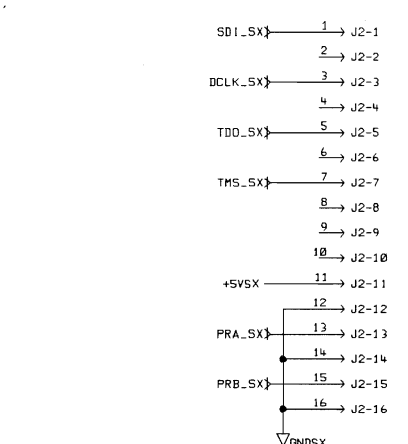 SDI_SX 1 J2-1
2 J2-2
DCLK_SX 3 J2-3
4 J2-4
TDO_SX 5 J2-5
6 J2-6
TMS_SX 7 J2-7
8 J2-8
9 J2-9
10 J2-10
+5VSX 11 J2-11
12 J2-12
PRA_SX 13 J2-13
14 J2-14
PRB_SX 15 J2-15
16 J2-16
GNDSX